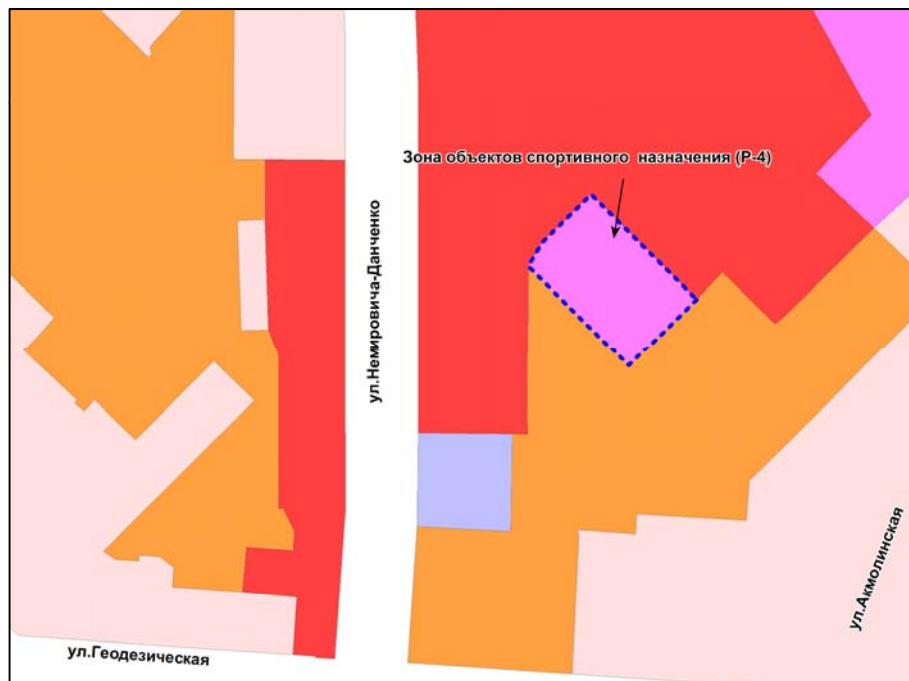 Зона объектов спортивного назначения (Р-4)
ул.Немировича-Данченко
ул.Акмолинская
ул.Геодезическая